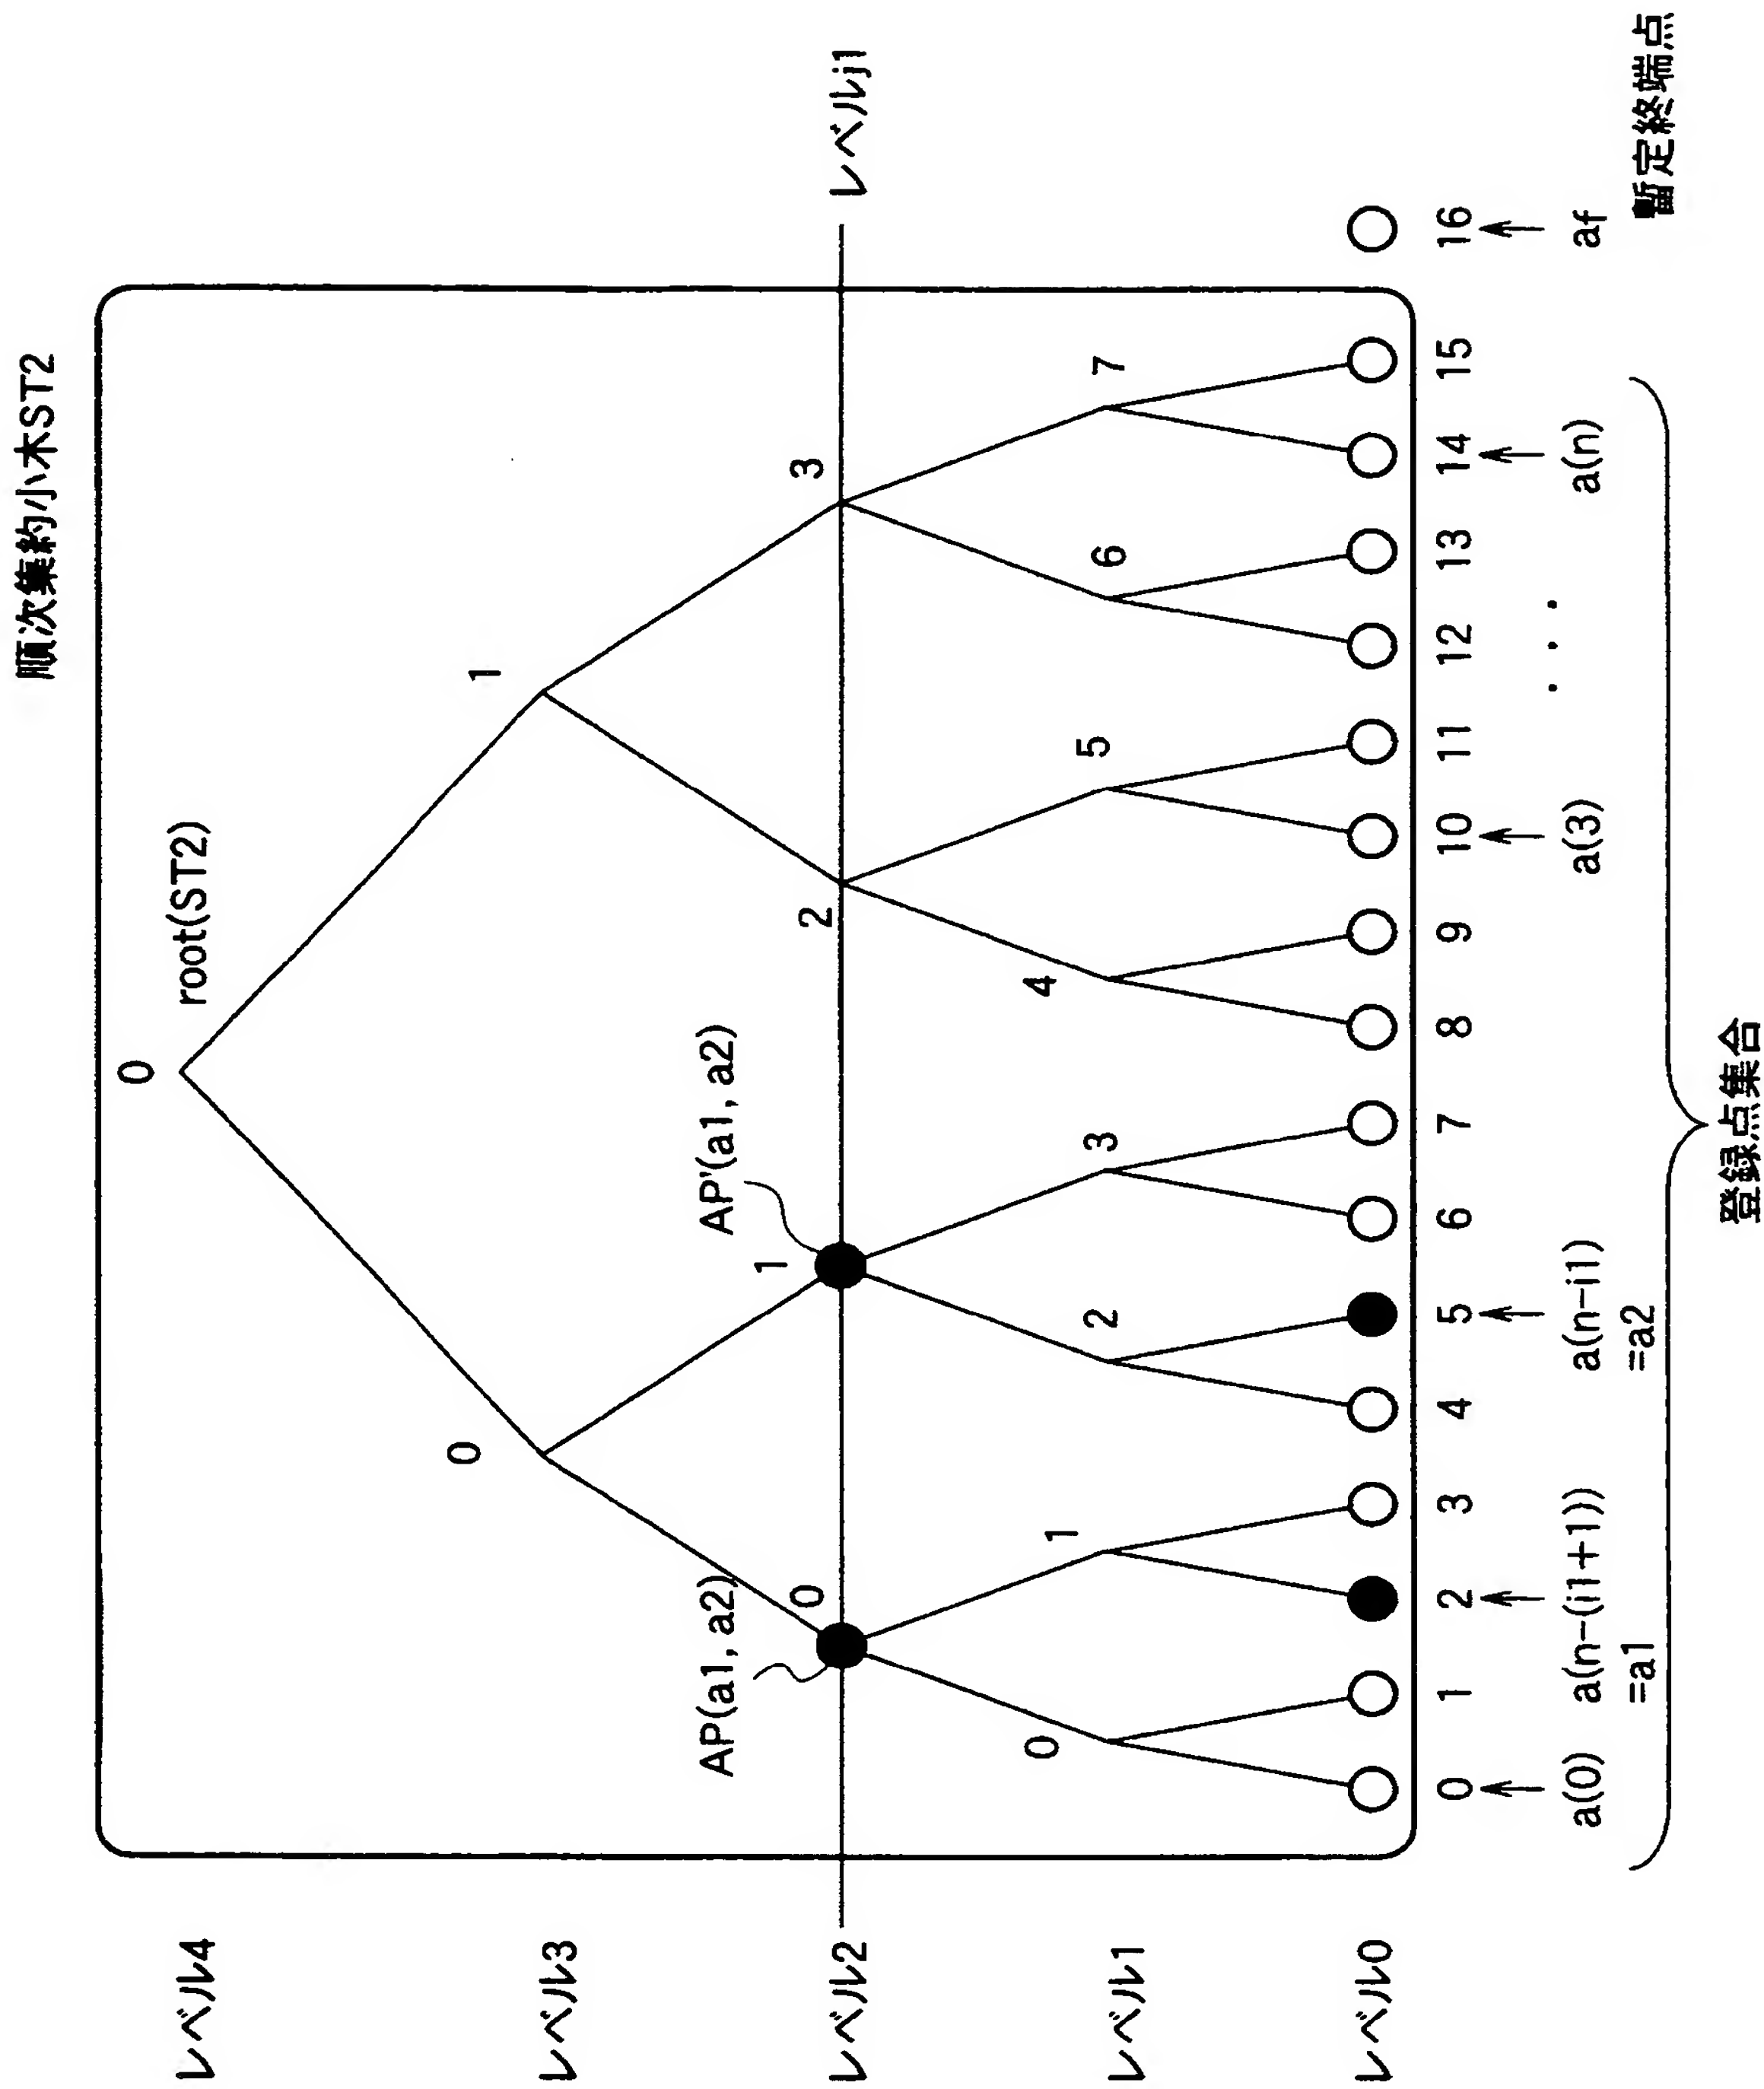 順次集約小木ST2
レベル4
0
root(ST2)
レベル3
0
1
AP(a1, a2)
AP'(a1, a2)
レベル2
0
1
2
3
レベルj1
レベル1
0
1
2
3
4
5
6
7
レベル0
0 1 2 3 4 5 6 7 8 9 10 11 12 13 14 15 16
a(0) a(n-(i1+1)) a(n-i1) a(3) ・・・ a(n) af
=a1 =a2
暫定終端点
登録点集合